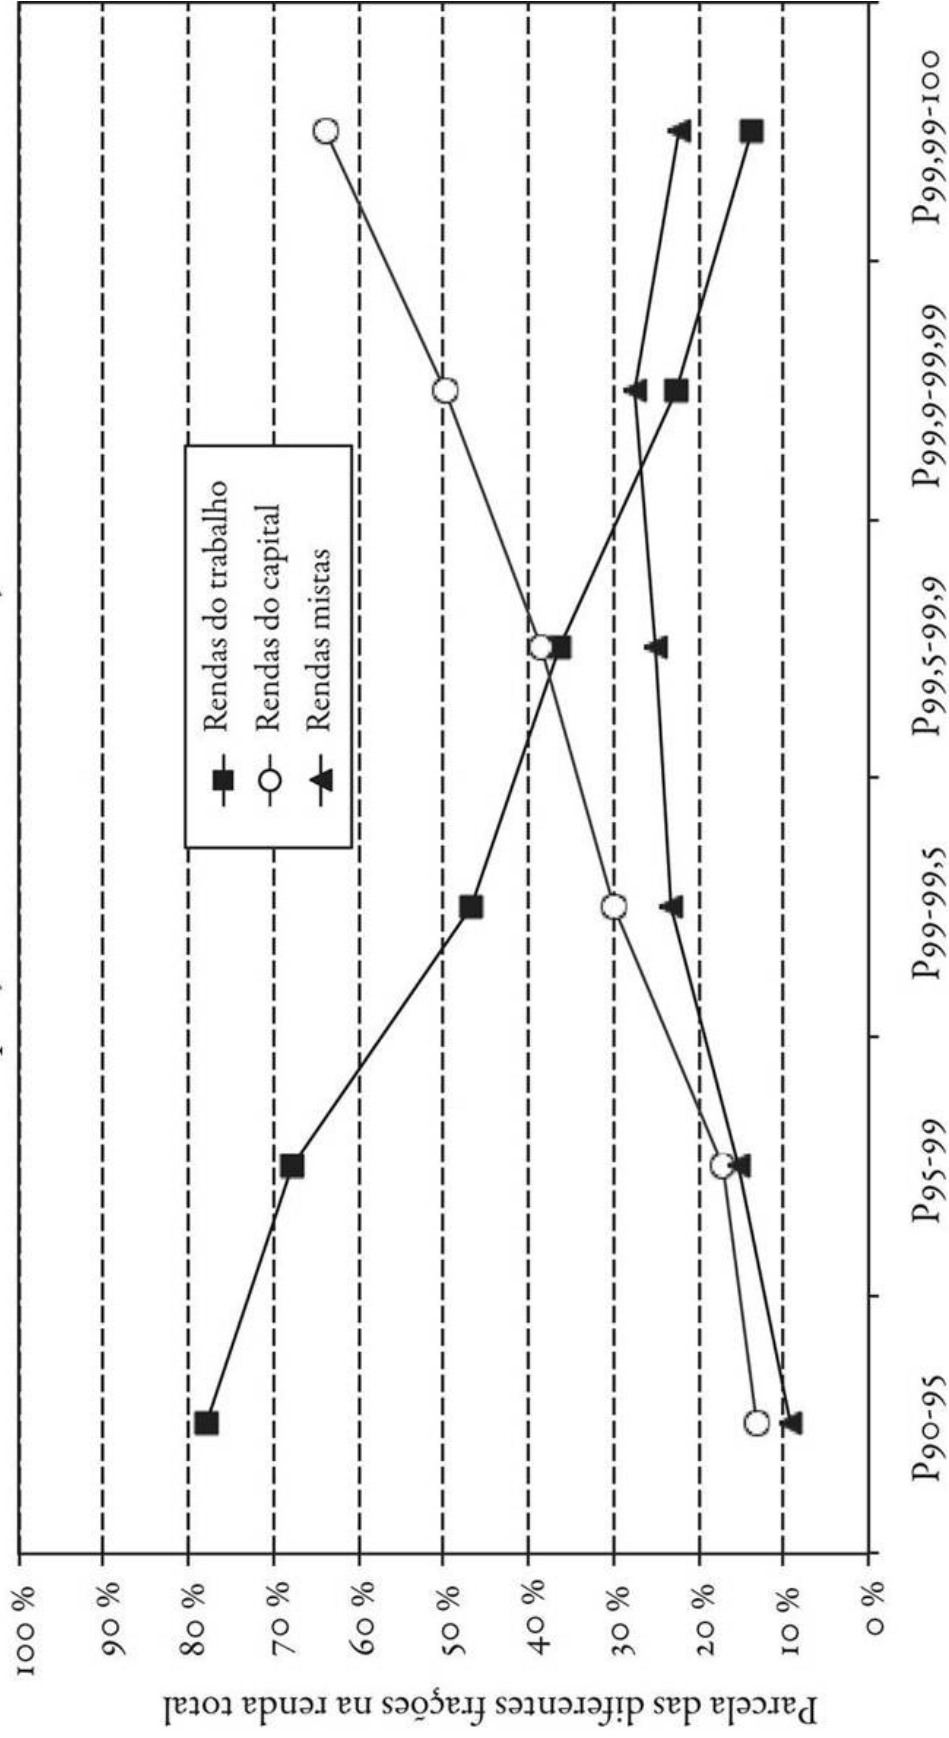 Parcela das diferentes frações na renda total
100 %
90 %
80 %
70 %
60 %
50 %
40 %
30 %
20 %
10 %
0 %
Rendas do trabalho
Rendas do capital
Rendas mistas
P90-95
P95-99
P99-99,5
P99,5-99,9
P99,9-99,99
P99,99-100